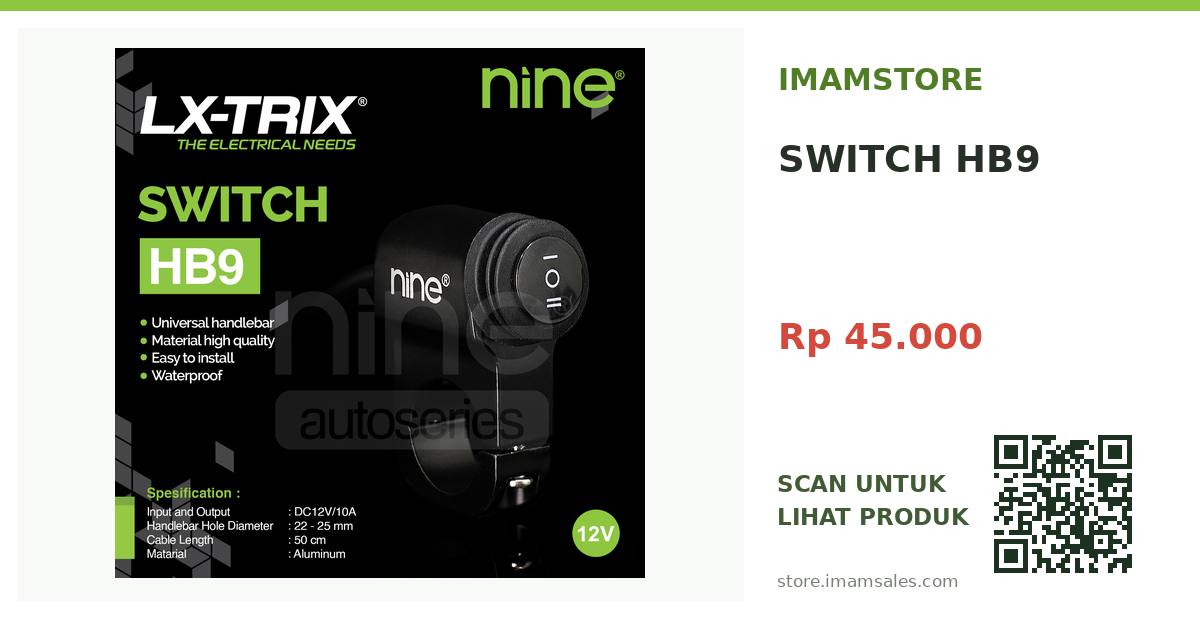 LX-TRIX®
THE ELECTRICAL NEEDS
nine®
SWITCH
HB9
Universal handlebar
Material high quality
Easy to install
Waterproof
nine®
I
O
II
nine
autoseries
Spesification :
Input and Output : DC12V/10A
Handlebar Hole Diameter : 22 - 25 mm
Cable Length : 50 cm
Matarial : Aluminum
12V
IMAMSTORE
SWITCH HB9
Rp 45.000
SCAN UNTUK
LIHAT PRODUK
store.imamsales.com